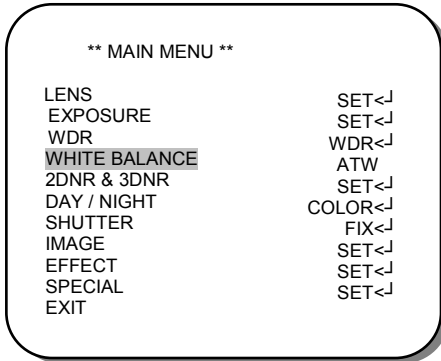 ** MAIN MENU **
LENS SET<┘
EXPOSURE SET<┘
WDR WDR<┘
WHITE BALANCE ATW
2DNR & 3DNR SET<┘
DAY / NIGHT COLOR<┘
SHUTTER FIX<┘
IMAGE SET<┘
EFFECT SET<┘
SPECIAL SET<┘
EXIT